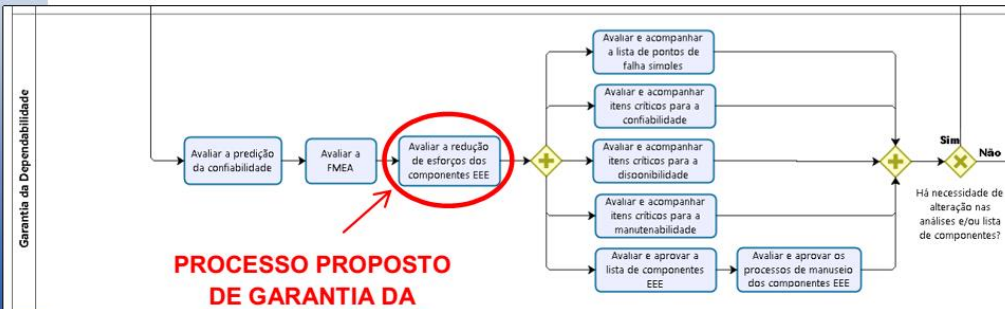 Garantia da Dependabilidade
Avaliar a predição
da confiabilidade
Avaliar a
FMEA
Avaliar a redução
de esforços dos
componentes EEE
Avaliar e acompanhar
a lista de pontos de
falha simples
Avaliar e acompanhar
itens críticos para a
confiabilidade
Avaliar e acompanhar
itens críticos para a
disponibilidade
Avaliar e acompanhar
itens críticos para a
manutenabilidade
Avaliar e aprovar a
lista de componentes
EEE
Avaliar e aprovar os
processos de manuseio
dos componentes EEE
Sim
Não
Há necessidade de
alteração nas
análises e/ou lista
de componentes?
PROCESSO PROPOSTO
DE GARANTIA DA